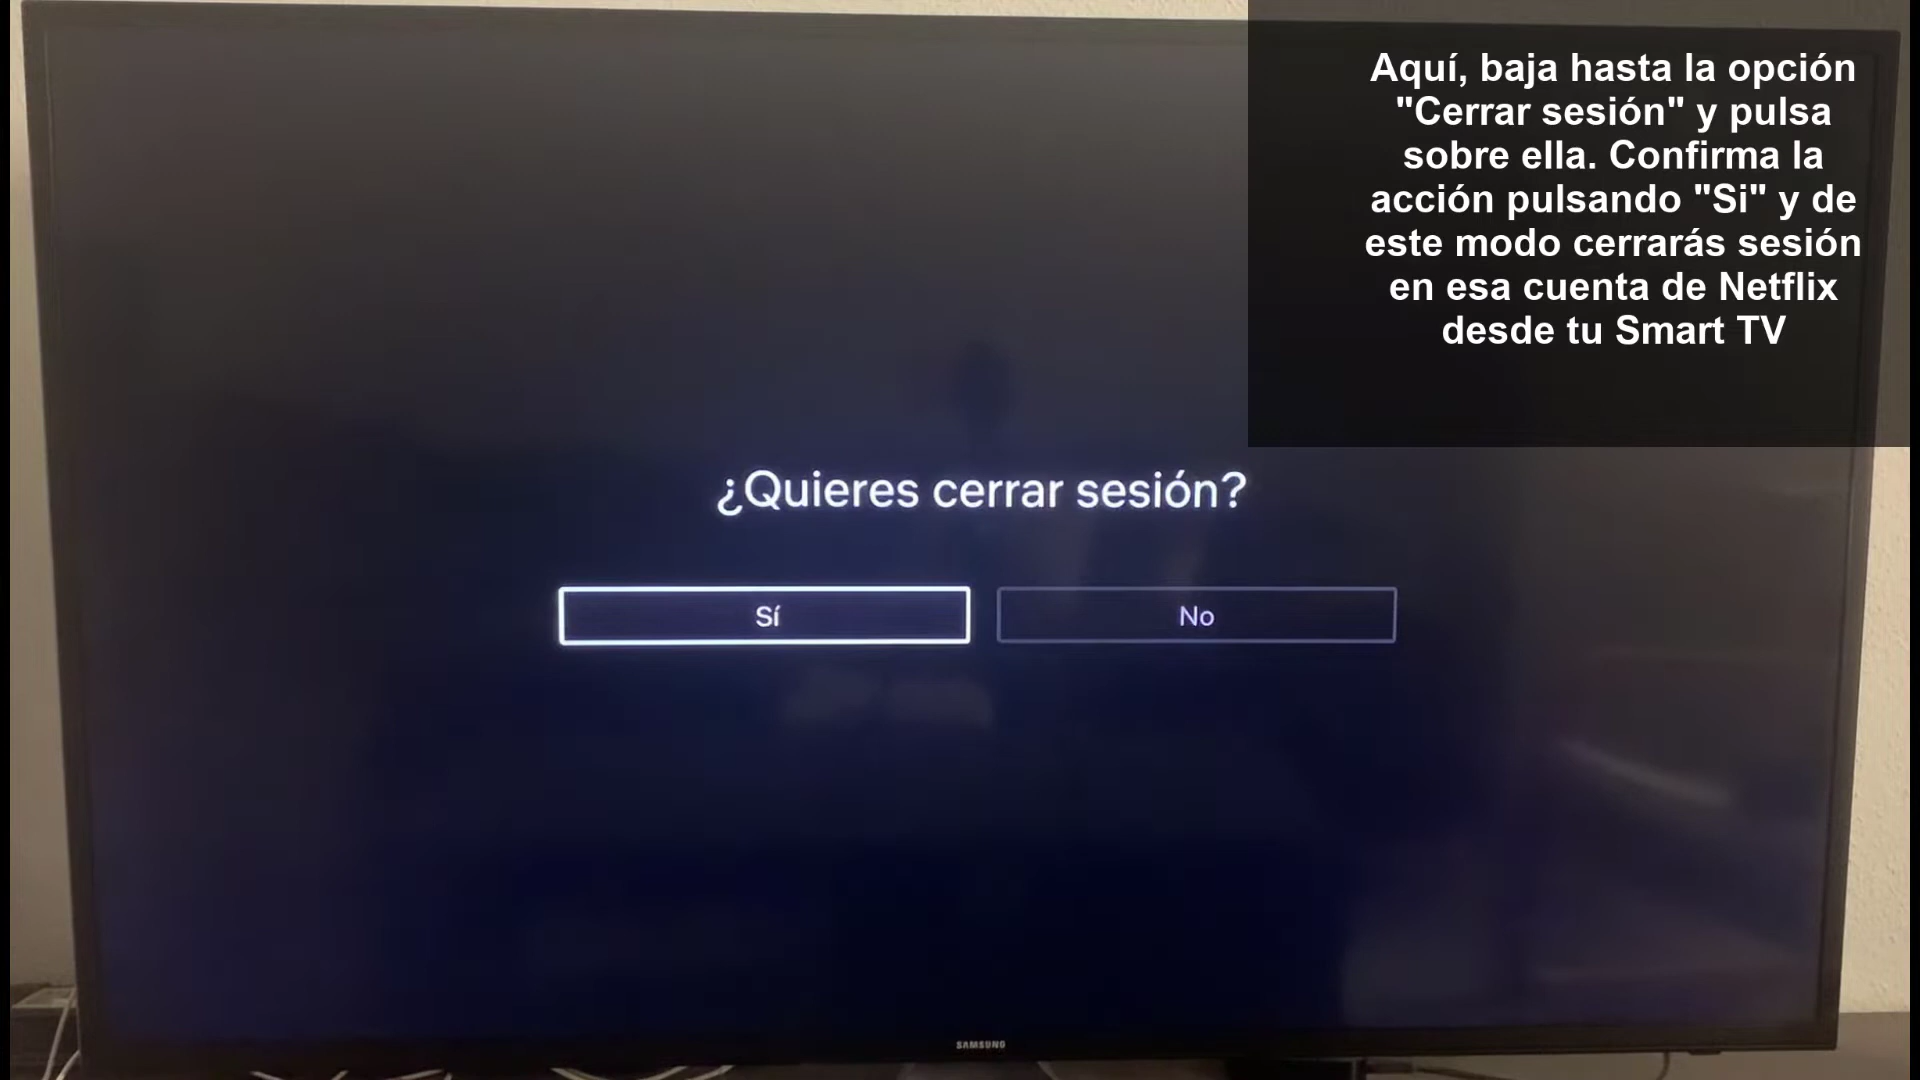 Aquí, baja hasta la opción
"Cerrar sesión" y pulsa
sobre ella. Confirma la
acción pulsando "Si" y de
este modo cerrarás sesión
en esa cuenta de Netflix
desde tu Smart TV
¿Quieres cerrar sesión?
Sí
No
SAMSUNG